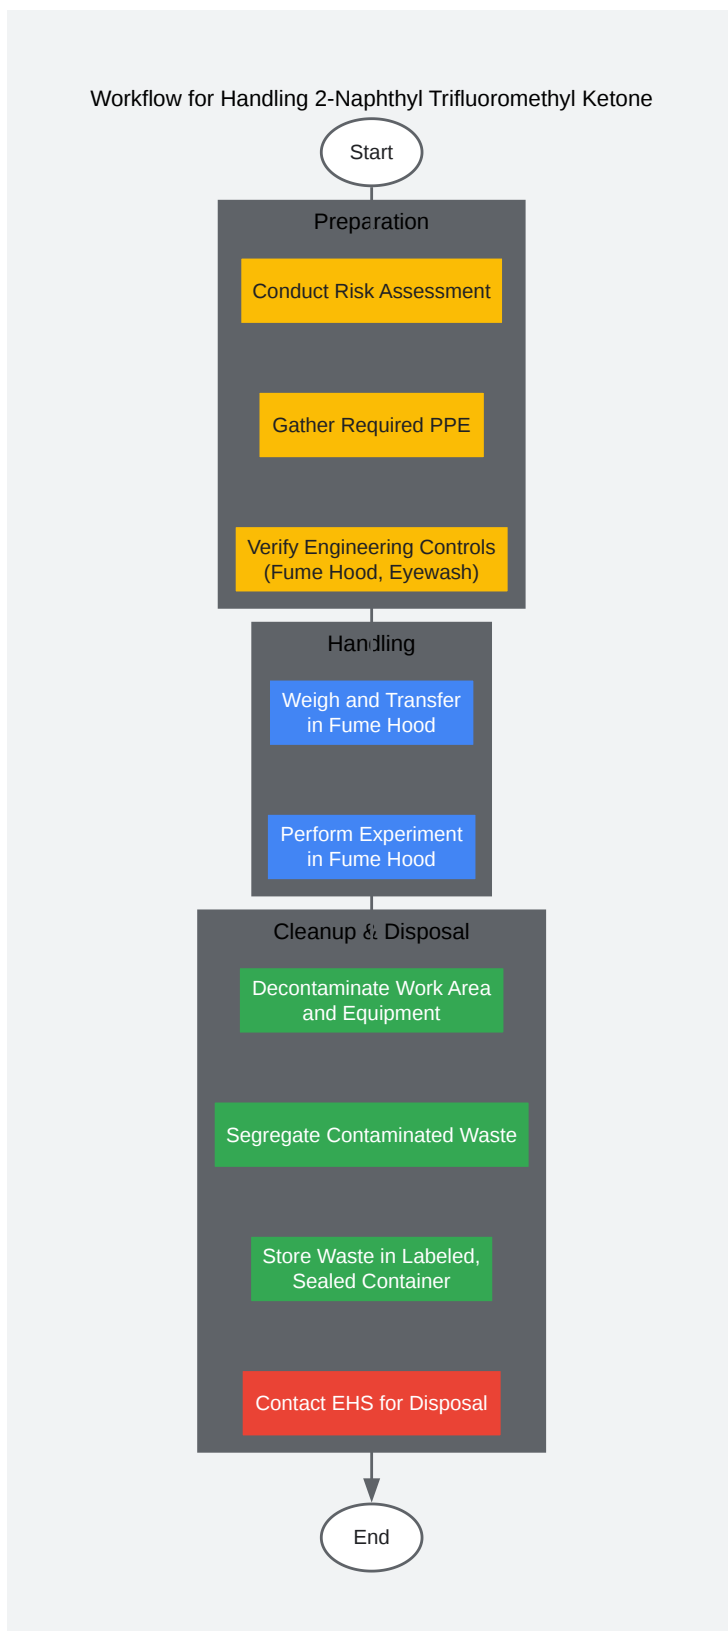 Workflow for Handling 2-Naphthyl Trifluoromethyl Ketone
Start
Preparation
Conduct Risk Assessment
Gather Required PPE
Verify Engineering Controls
(Fume Hood, Eyewash)
Handling
Weigh and Transfer
in Fume Hood
Perform Experiment
in Fume Hood
Cleanup & Disposal
Decontaminate Work Area
and Equipment
Segregate Contaminated Waste
Store Waste in Labeled,
Sealed Container
Contact EHS for Disposal
End